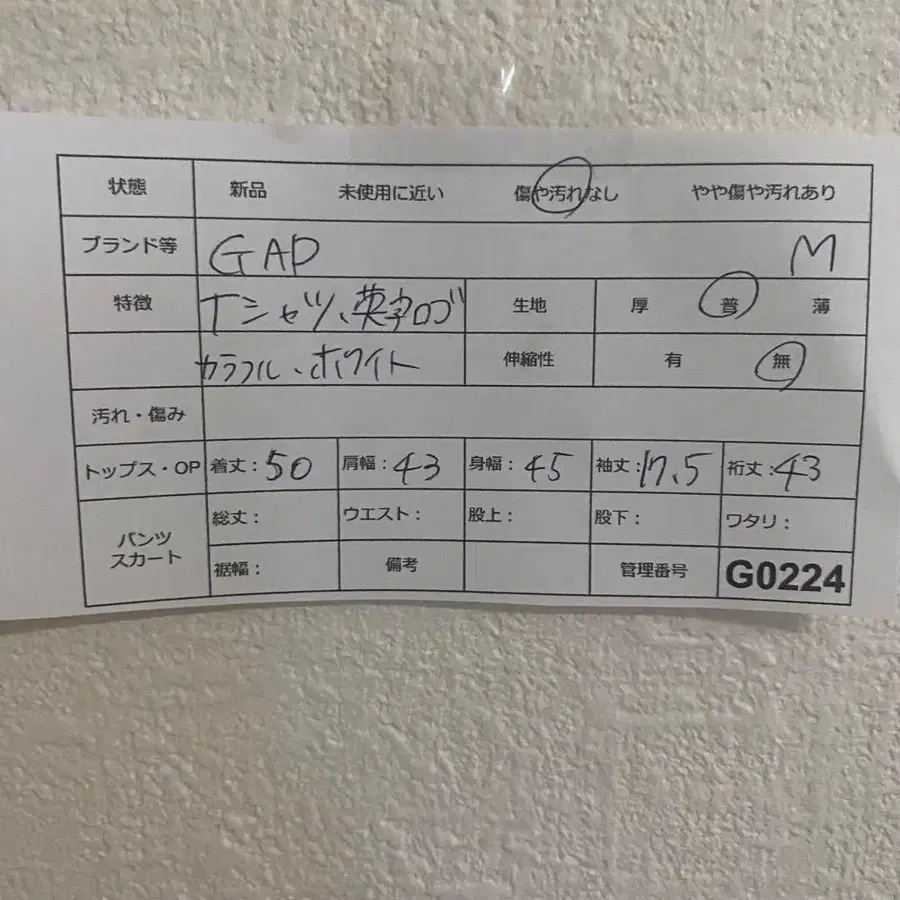 状態 新品 未使用に近い 傷や汚れなし やや傷や汚れあり
ブランド等 GAP M
特徴 Tシャツ、英字ロゴ 生地 厚 普 薄
カラフル、ホワイト 伸縮性 有 無
汚れ・傷み
トップス・OP 着丈:50 肩幅:43 身幅:45 袖丈:17.5 裄丈:43
パンツ スカート 総丈: ウエスト: 股上: 股下: ワタリ:
裾幅: 備考 管理番号 G0224